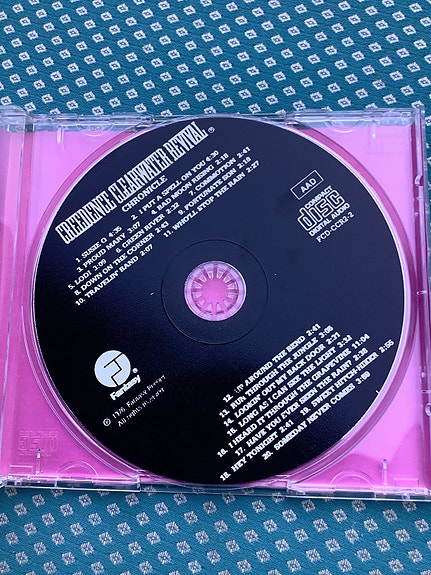 CREEDENCE CLEARWATER REVIVAL®
CHRONICLE
1. SUSIE Q 4:35 2. I PUT A SPELL ON YOU 4:30
3. PROUD MARY 3:07 4. BAD MOON RISING 2:18
5. LODI 3:09 6. GREEN RIVER 2:32 7. COMMOTION 2:41
8. DOWN ON THE CORNER 2:43 9. FORTUNATE SON 2:18
10. TRAVELIN' BAND 2:07 11. WHO'LL STOP THE RAIN 2:27
AAD
COMPACT
disc
DIGITAL AUDIO
FCD-CCR2-2
Fantasy
℗ 1976, Fantasy Records
All rights reserved
12. UP AROUND THE BEND 2:41
13. RUN THROUGH THE JUNGLE 3:05
14. LOOKIN' OUT MY BACK DOOR 2:31
15. LONG AS I CAN SEE THE LIGHT 3:32
16. I HEARD IT THROUGH THE GRAPEVINE 11:04
17. HAVE YOU EVER SEEN THE RAIN? 2:39
18. HEY TONIGHT 2:41 19. SWEET HITCH-HIKER 2:55
20. SOMEDAY NEVER COMES 3:59